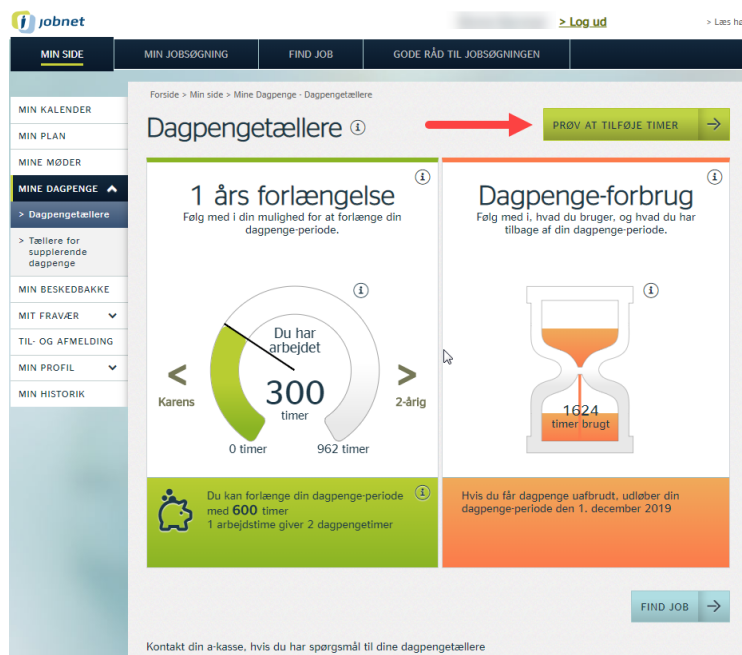 jobnet
> Log ud
> Læs
MIN SIDE
MIN JOBSØGNING
FIND JOB
GODE RÅD TIL JOBSØGNINGEN
Forside > Min side > Mine Dagpenge - Dagpengetællere
MIN KALENDER
MIN PLAN
MINE MØDER
MINE DAGPENGE
> Dagpengetællere
> Tællere for
supplerende
dagpenge
MIN BESKEDBAKKE
MIT FRAVÆR
TIL- OG AFMELDING
MIN PROFIL
MIN HISTORIK
Dagpengetællere
PRØV AT TILFØJE TIMER
1 års forlængelse
Følg med i din mulighed for at forlænge din
dagpenge-periode.
Du har
arbejdet
300
timer
<
Karens
>
2-årig
0 timer
962 timer
Du kan forlænge din dagpenge-periode
med 600 timer
1 arbejdstime giver 2 dagpengetimer
Dagpenge-forbrug
Følg med i, hvad du bruger, og hvad du har
tilbage af din dagpenge-periode.
1624
timer brugt
Hvis du får dagpenge uafbrudt, udløber din
dagpenge-periode den 1. december 2019
FIND JOB
Kontakt din a-kasse, hvis du har spørgsmål til dine dagpengetællere